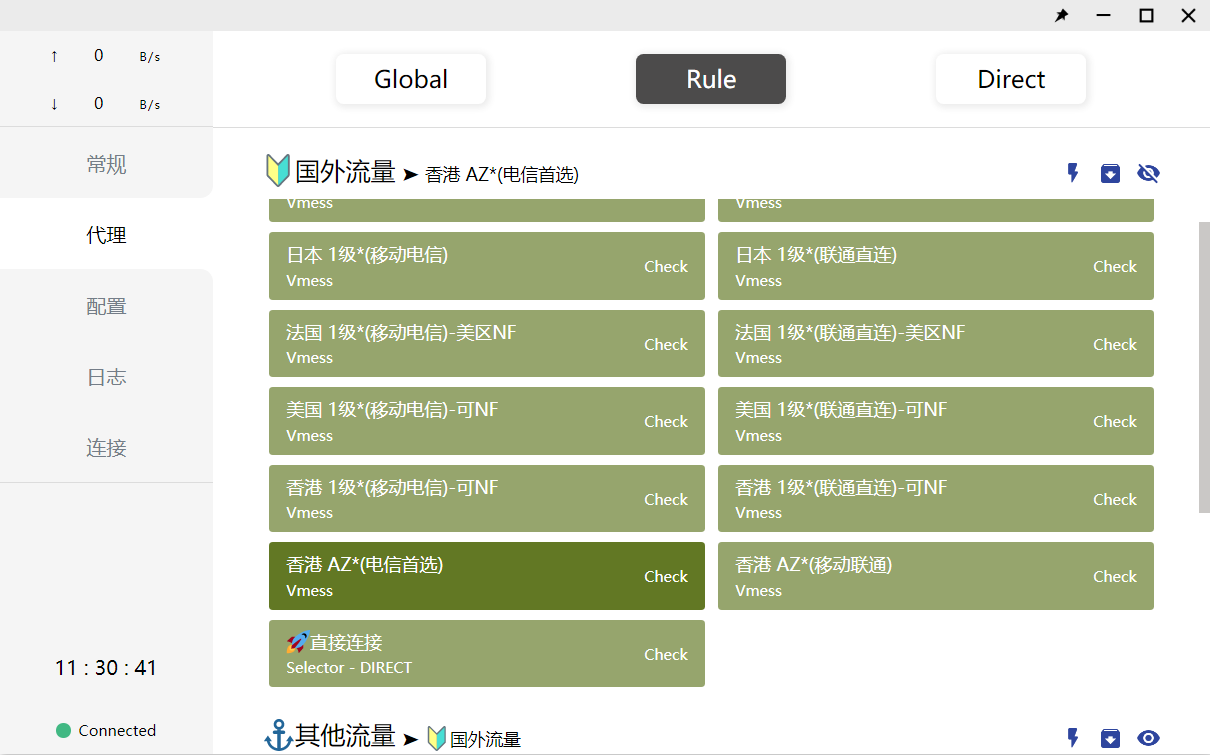 ↑ 0 B/s
↓ 0 B/s
常规
代理
配置
日志
连接
11 : 30 : 41
Connected
Global Rule Direct
国外流量 ➤ 香港 AZ*(电信首选)
Vmess
Vmess
日本 1级*(移动电信)
Vmess
Check
日本 1级*(联通直连)
Vmess
Check
法国 1级*(移动电信)-美区NF
Vmess
Check
法国 1级*(联通直连)-美区NF
Vmess
Check
美国 1级*(移动电信)-可NF
Vmess
Check
美国 1级*(联通直连)-可NF
Vmess
Check
香港 1级*(移动电信)-可NF
Vmess
Check
香港 1级*(联通直连)-可NF
Vmess
Check
香港 AZ*(电信首选)
Vmess
Check
香港 AZ*(移动联通)
Vmess
Check
🚀直接连接
Selector - DIRECT
Check
其他流量 ➤ 国外流量